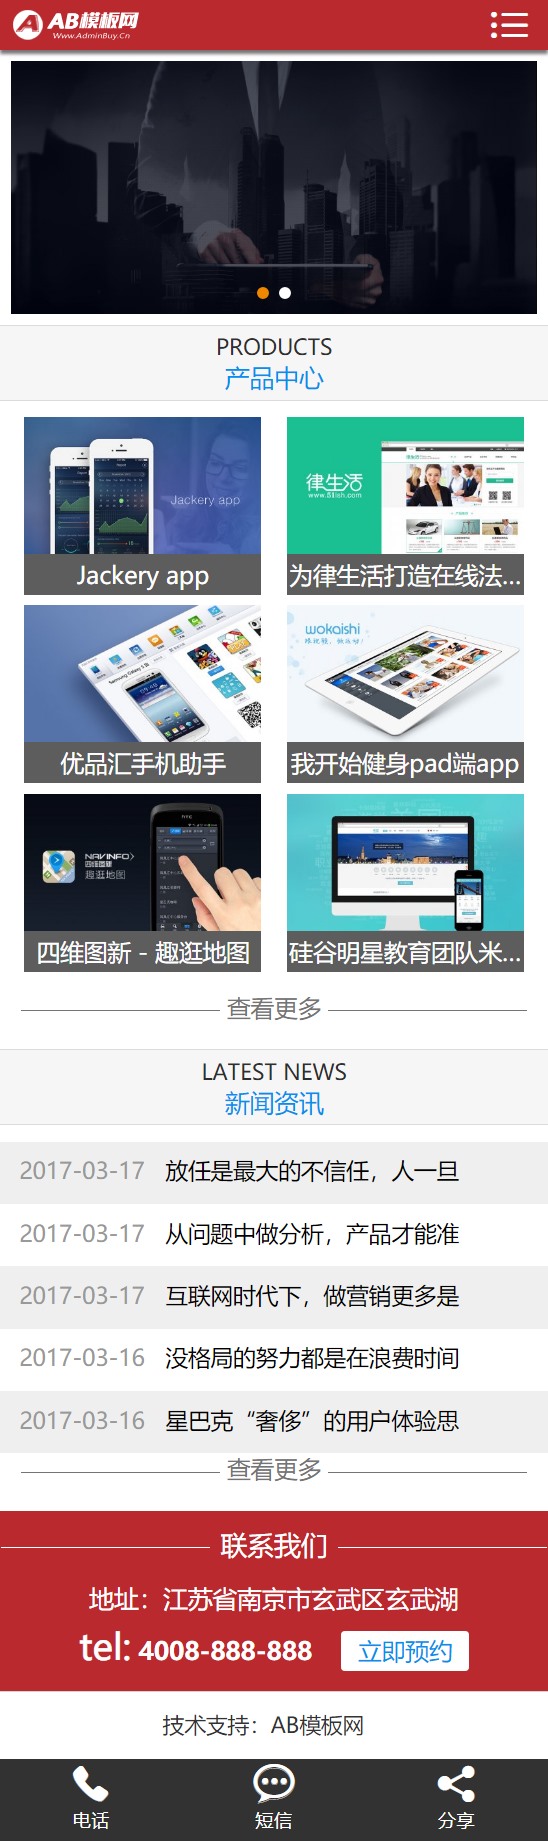 AB模板网
Www.AdminBuy.Cn
PRODUCTS
产品中心
Jackery app
律生活
www.51lsh.com
Jackery app
为律生活打造在线法...
wokaishi
优品汇手机助手
我开始健身pad端app
NAVINFO
四维图新
趣逛地图
四维图新 - 趣逛地图
硅谷明星教育团队米...
查看更多
LATEST NEWS
新闻资讯
2017-03-17 放任是最大的不信任，人一旦
2017-03-17 从问题中做分析，产品才能准
2017-03-17 互联网时代下，做营销更多是
2017-03-16 没格局的努力都是在浪费时间
2017-03-16 星巴克“奢侈”的用户体验思
查看更多
联系我们
地址：江苏省南京市玄武区玄武湖
tel: 4008-888-888 立即预约
技术支持：AB模板网
电话 短信 分享